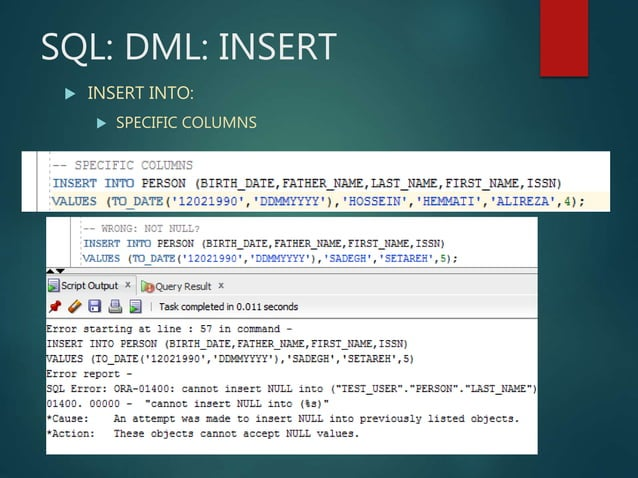 SQL: DML: INSERT
INSERT INTO:
SPECIFIC COLUMNS
-- SPECIFIC COLUMNS
INSERT INTO PERSON (BIRTH_DATE,FATHER_NAME,LAST_NAME,FIRST_NAME,ISSN)
VALUES (TO_DATE('12021990','DDMMYYYY'),'HOSSEIN','HEMMATI','ALIREZA',4);
-- WRONG: NOT NULL?
INSERT INTO PERSON (BIRTH_DATE,FATHER_NAME,FIRST_NAME,ISSN)
VALUES (TO_DATE('12021990','DDMMYYYY'),'SADEGH','SETAREH',5);
Script Output x Query Result x
Task completed in 0.011 seconds
Error starting at line : 57 in command -
INSERT INTO PERSON (BIRTH_DATE,FATHER_NAME,FIRST_NAME,ISSN)
VALUES (TO_DATE('12021990','DDMMYYYY'),'SADEGH','SETAREH',5)
Error report -
SQL Error: ORA-01400: cannot insert NULL into ("TEST_USER"."PERSON"."LAST_NAME")
01400. 00000 - "cannot insert NULL into (%s)"
*Cause: An attempt was made to insert NULL into previously listed objects.
*Action: These objects cannot accept NULL values.